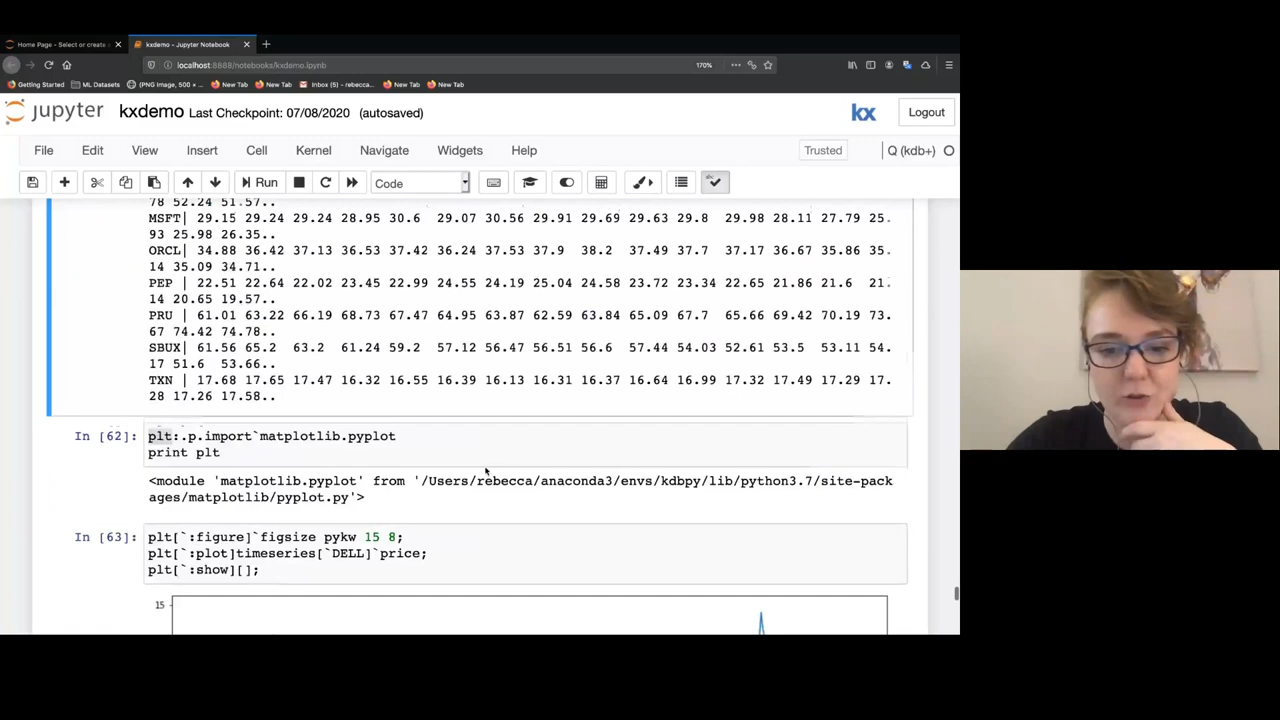 Home Page - Select or create
kxdemo - Jupyter Notebook
localhost:8888/notebooks/kxdemo.ipynb
170%
Getting Started
ML Datasets
(PNG Image, 500 ×
New Tab
New Tab
Inbox (5) - rebecca...
New Tab
New Tab
jupyter kxdemo Last Checkpoint: 07/08/2020 (autosaved)
kx
Logout
File Edit View Insert Cell Kernel Navigate Widgets Help
Trusted
Q (kdb+)
Run
Code
78 52.24 51.57..
MSFT| 29.15 29.24 29.24 28.95 30.6 29.07 30.56 29.91 29.69 29.63 29.8 29.98 28.11 27.79 25.
93 25.98 26.35..
ORCL| 34.88 36.42 37.13 36.53 37.42 36.24 37.53 37.9 38.2 37.49 37.7 37.17 36.67 35.86 35.
14 35.09 34.71..
PEP | 22.51 22.64 22.02 23.45 22.99 24.55 24.19 25.04 24.58 23.72 23.34 22.65 21.86 21.6 21.
14 20.65 19.57..
PRU | 61.01 63.22 66.19 68.73 67.47 64.95 63.87 62.59 63.84 65.09 67.7 65.66 69.42 70.19 73.
67 74.42 74.78..
SBUX| 61.56 65.2 63.2 61.24 59.2 57.12 56.47 56.51 56.6 57.44 54.03 52.61 53.5 53.11 54.
17 51.6 53.66..
TXN | 17.68 17.65 17.47 16.32 16.55 16.39 16.13 16.31 16.37 16.64 16.99 17.32 17.49 17.29 17.
28 17.26 17.58..
In [62]: plt:.p.import`matplotlib.pyplot
print plt
<module 'matplotlib.pyplot' from '/Users/rebecca/anaconda3/envs/kdbpy/lib/python3.7/site-pack
ages/matplotlib/pyplot.py'>
In [63]: plt[`:figure]`figsize pykw 15 8;
plt[`:plot]timeseries[`DELL]`price;
plt[`:show][];
15